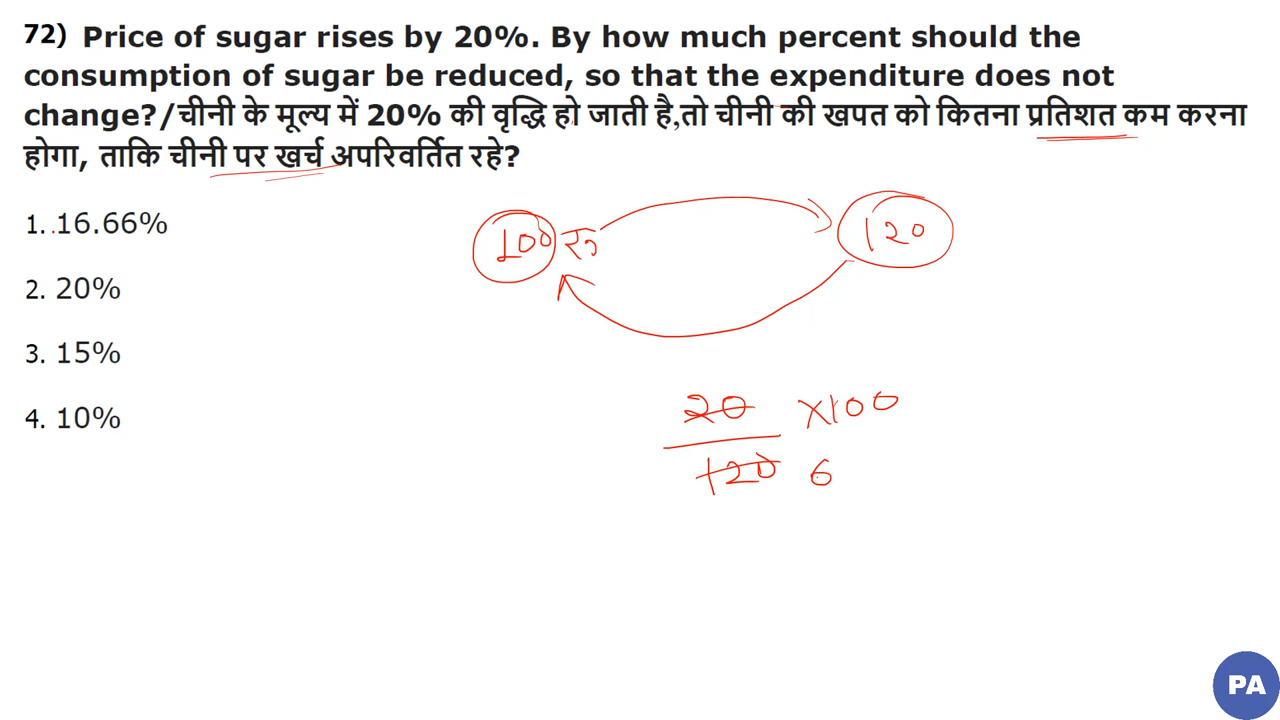 72) Price of sugar rises by 20%. By how much percent should the
consumption of sugar be reduced, so that the expenditure does not
change?/चीनी के मूल्य में 20% की वृद्धि हो जाती है,तो चीनी की खपत को कितना प्रतिशत कम करना
होगा, ताकि चीनी पर खर्च अपरिवर्तित रहे?
1. 16.66%
100 रु
120
2. 20%
3. 15%
4. 10%
20 ×100
120 6
PA